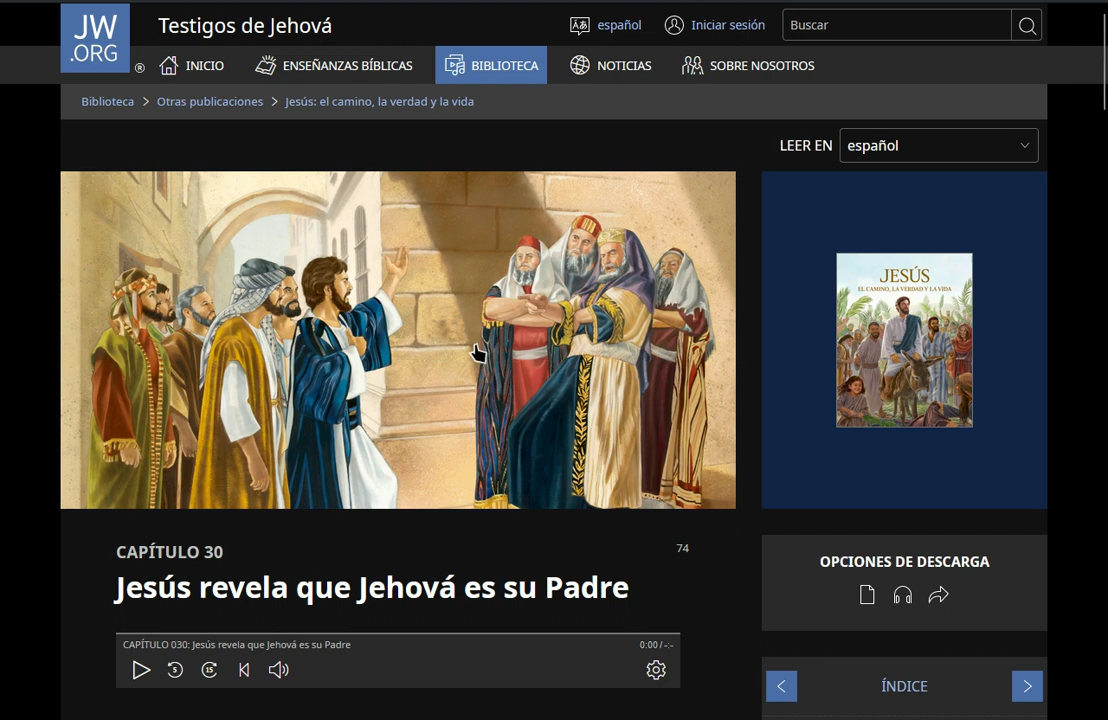 JW
.ORG
®
Testigos de Jehová
español
Iniciar sesión
Buscar
INICIO
ENSEÑANZAS BÍBLICAS
BIBLIOTECA
NOTICIAS
SOBRE NOSOTROS
Biblioteca > Otras publicaciones > Jesús: el camino, la verdad y la vida
LEER EN
español
JESÚS
EL CAMINO, LA VERDAD Y LA VIDA
CAPÍTULO 30
74
Jesús revela que Jehová es su Padre
CAPÍTULO 030: Jesús revela que Jehová es su Padre
0:00 / -:-
5
15
OPCIONES DE DESCARGA
ÍNDICE